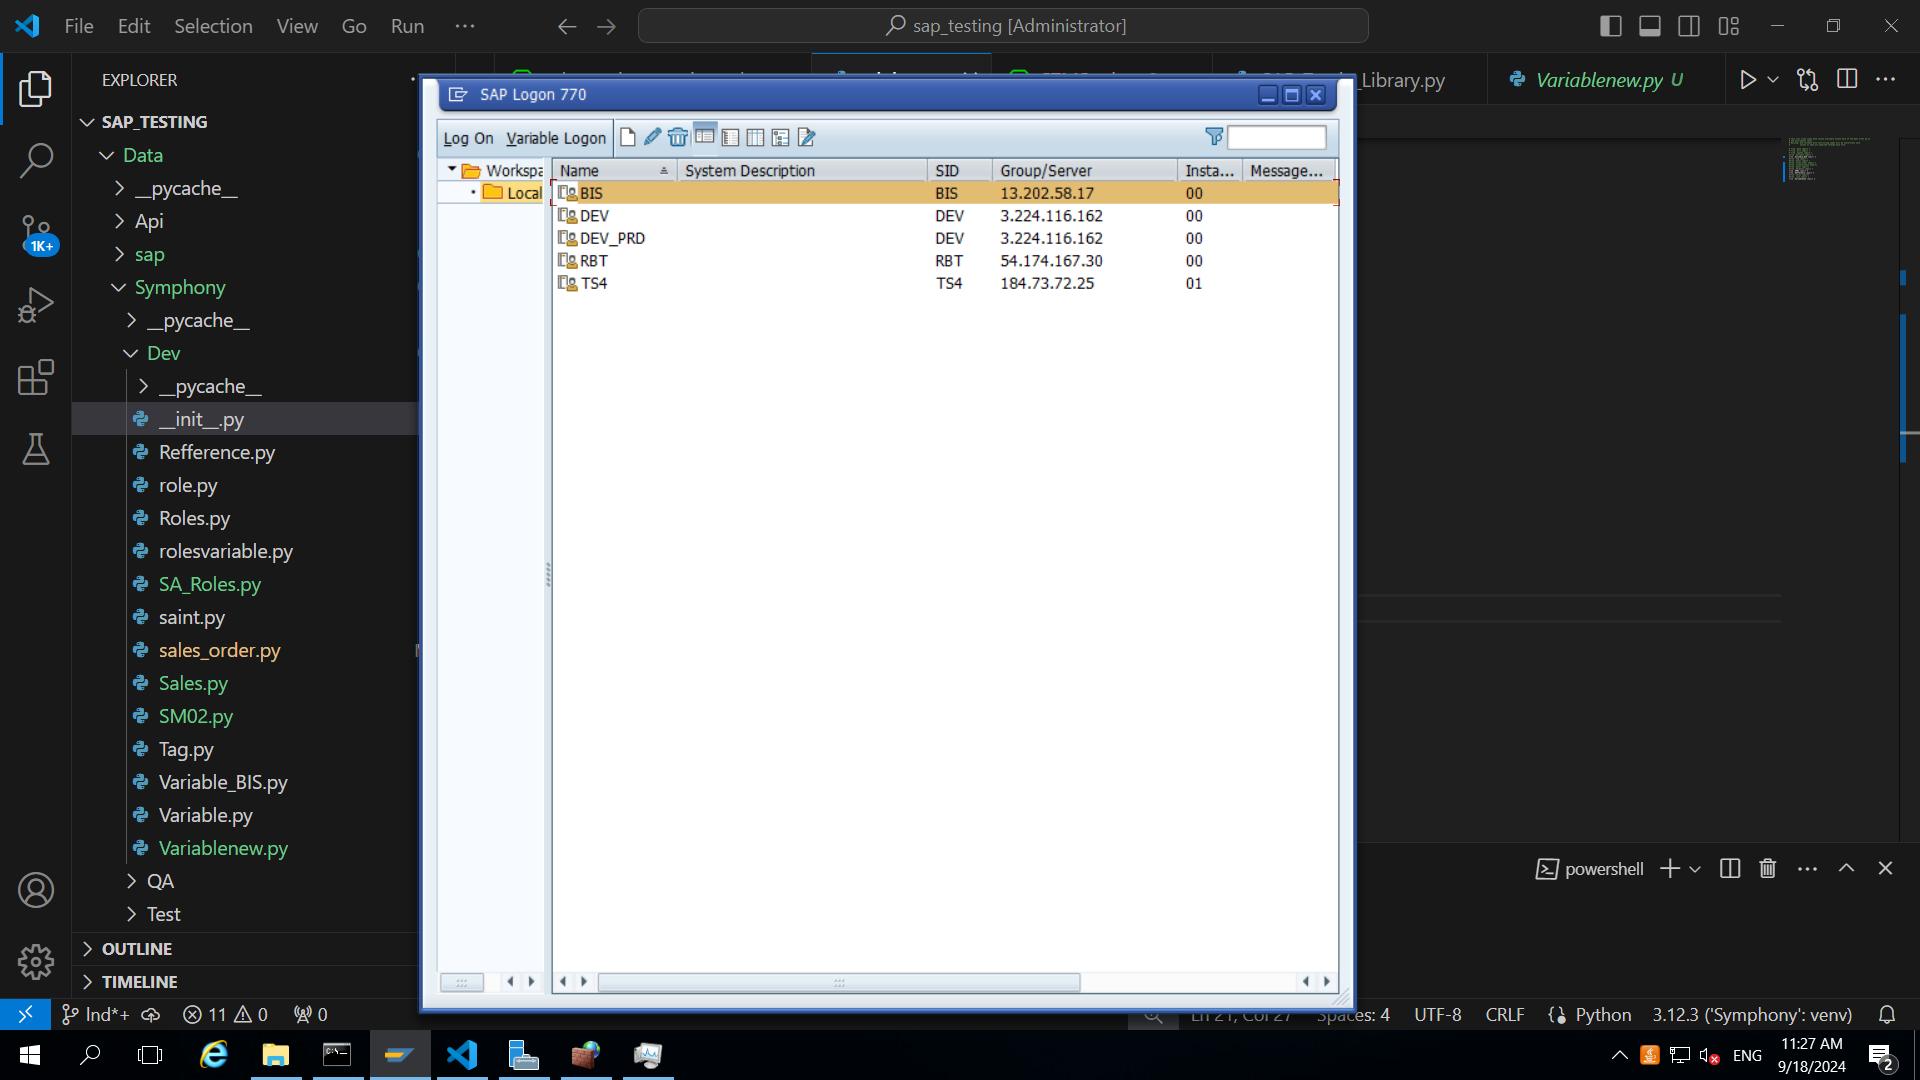 File Edit Selection View Go Run ···
sap_testing [Administrator]
EXPLORER
_Library.py
Variablenew.py U
SAP_TESTING
Data
__pycache__
Api
1K+
sap
Symphony
__pycache__
Dev
__pycache__
__init__.py
Refference.py
role.py
Roles.py
rolesvariable.py
SA_Roles.py
saint.py
sales_order.py
Sales.py
SM02.py
Tag.py
Variable_BIS.py
Variable.py
Variablenew.py
QA
Test
OUTLINE
TIMELINE
SAP Logon 770
Log On Variable Logon
Workspa
Local
Name System Description SID Group/Server Insta... Message...
BIS BIS 13.202.58.17 00
DEV DEV 3.224.116.162 00
DEV_PRD DEV 3.224.116.162 00
RBT RBT 54.174.167.30 00
TS4 TS4 184.73.72.25 01
powershell
Ind*+ 11 0 0
Ln 21, Col 27 Spaces: 4 UTF-8 CRLF Python 3.12.3 ('Symphony': venv)
ENG
11:27 AM
9/18/2024
2